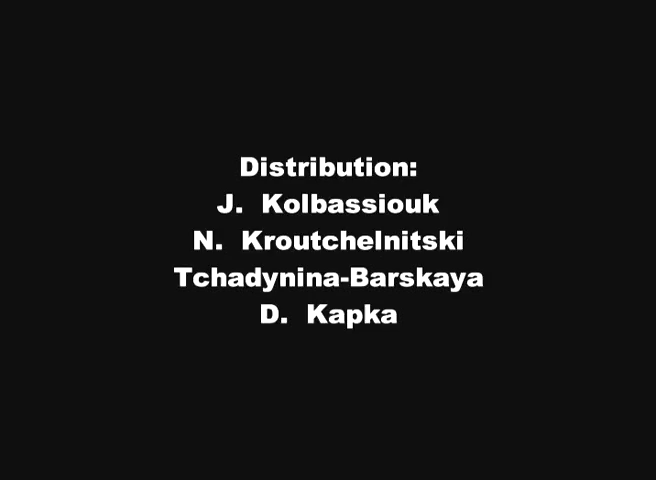 Distribution:
J. Kolbassiouk
N. Kroutchelnitski
Tchadynina-Barskaya
D. Kapka